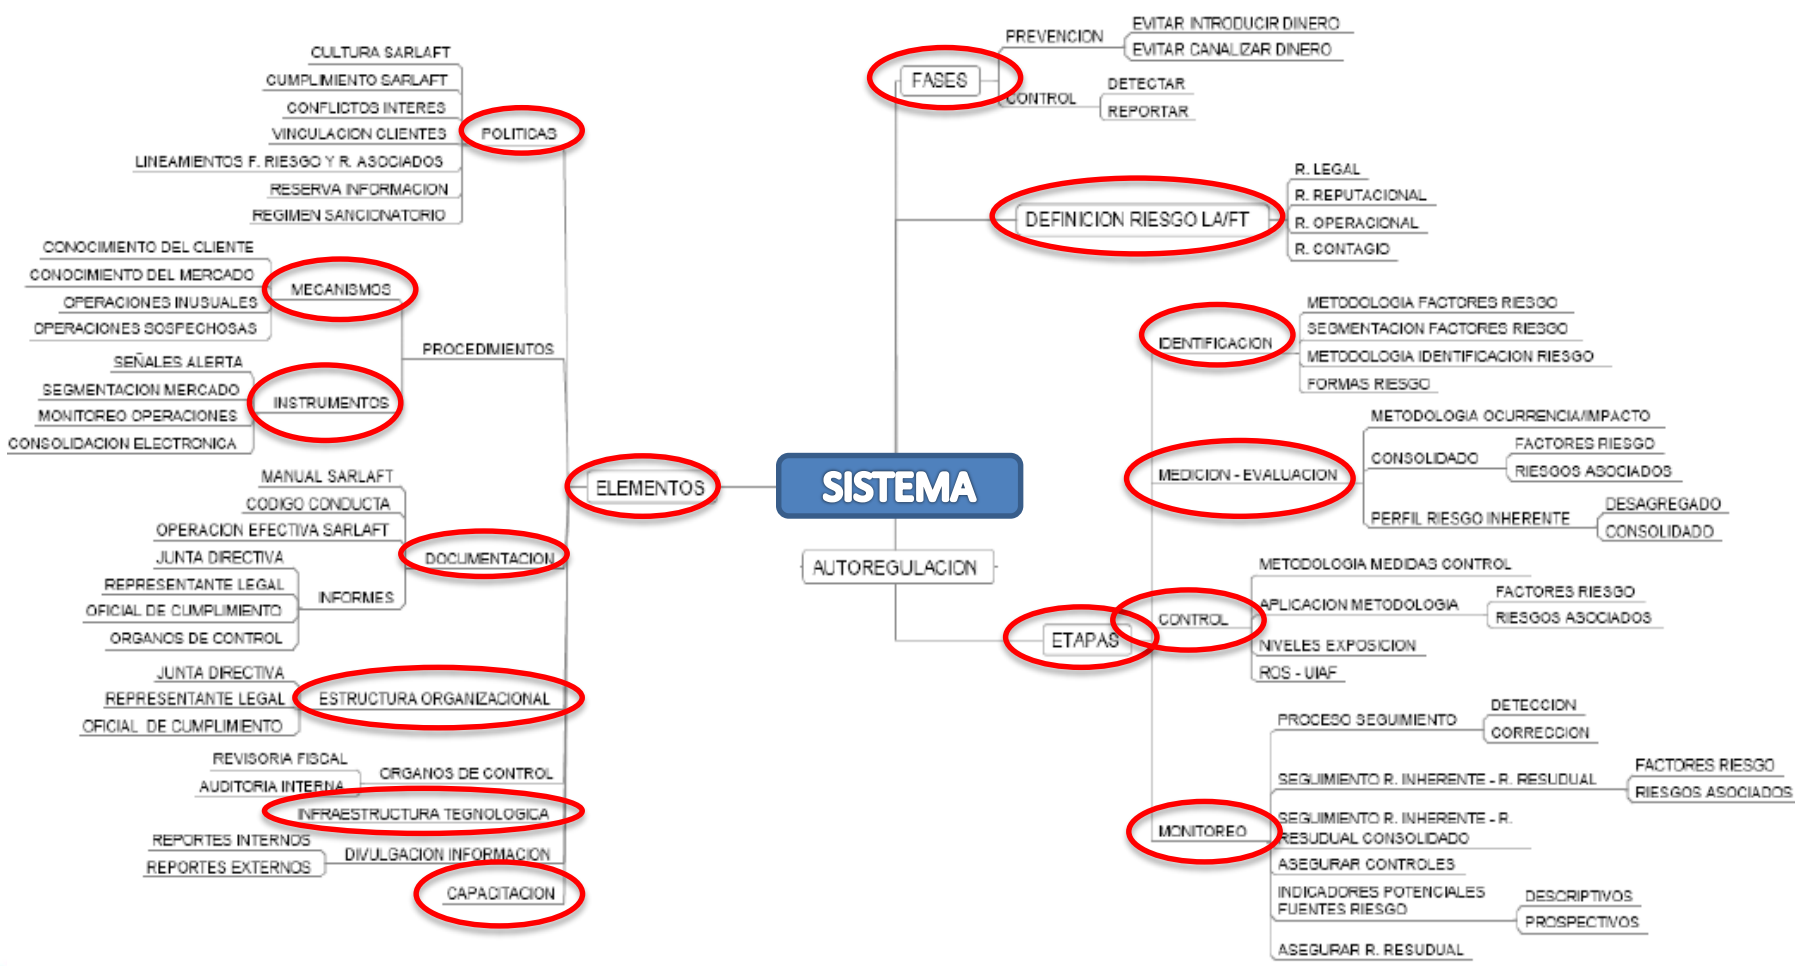 SISTEMA
AUTOREGULACION
ELEMENTOS
POLITICAS
CULTURA SARLAFT
CUMPLIMIENTO SARLAFT
CONFLICTOS INTERES
VINCULACION CLIENTES
LINEAMIENTOS F. RIESGO Y R. ASOCIADOS
RESERVA INFORMACION
REGIMEN SANCIONATORIO
PROCEDIMIENTOS
MECANISMOS
CONOCIMIENTO DEL CLIENTE
CONOCIMIENTO DEL MERCADO
OPERACIONES INUSUALES
OPERACIONES SOSPECHOSAS
INSTRUMENTOS
SEÑALES ALERTA
SEGMENTACION MERCADO
MONITOREO OPERACIONES
CONSOLIDACION ELECTRONICA
DOCUMENTACION
MANUAL SARLAFT
CODIGO CONDUCTA
OPERACION EFECTIVA SARLAFT
INFORMES
JUNTA DIRECTIVA
REPRESENTANTE LEGAL
OFICIAL DE CUMPLIMIENTO
ORGANOS DE CONTROL
ESTRUCTURA ORGANIZACIONAL
JUNTA DIRECTIVA
REPRESENTANTE LEGAL
OFICIAL DE CUMPLIMIENTO
ORGANOS DE CONTROL
REVISORIA FISCAL
AUDITORIA INTERNA
INFRAESTRUCTURA TEGNOLOGICA
DIVULGACION INFORMACION
REPORTES INTERNOS
REPORTES EXTERNOS
CAPACITACION
FASES
PREVENCION
EVITAR INTRODUCIR DINERO
EVITAR CANALIZAR DINERO
CONTROL
DETECTAR
REPORTAR
DEFINICION RIESGO LA/FT
R. LEGAL
R. REPUTACIONAL
R. OPERACIONAL
R. CONTAGIO
ETAPAS
IDENTIFICACION
METODOLOGIA FACTORES RIESGO
SEGMENTACION FACTORES RIESGO
METODOLOGIA IDENTIFICACION RIESGO
FORMAS RIESGO
MEDICION - EVALUACION
METODOLOGIA OCURRENCIA/IMPACTO
CONSOLIDADO
FACTORES RIESGO
RIESGOS ASOCIADOS
PERFIL RIESGO INHERENTE
DESAGREGADO
CONSOLIDADO
CONTROL
METODOLOGIA MEDIDAS CONTROL
APLICACION METODOLOGIA
FACTORES RIESGO
RIESGOS ASOCIADOS
NIVELES EXPOSICION
ROS - UIAF
MONITOREO
PROCESO SEGUIMIENTO
DETECCION
CORRECCION
SEGUIMIENTO R. INHERENTE - R. RESUDUAL
FACTORES RIESGO
RIESGOS ASOCIADOS
SEGUIMIENTO R. INHERENTE - R.
RESUDUAL CONSOLIDADO
ASEGURAR CONTROLES
INDICADORES POTENCIALES
FUENTES RIESGO
DESCRIPTIVOS
PROSPECTIVOS
ASEGURAR R. RESUDUAL